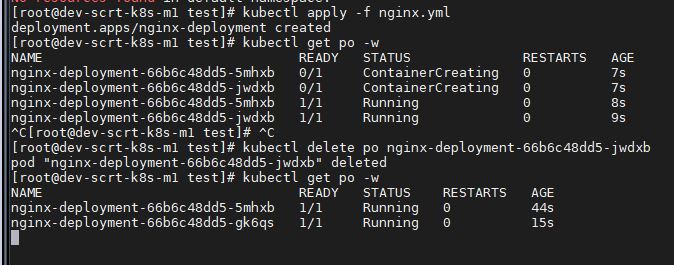 No resources found in default namespace.
[root@dev-scrt-k8s-m1 test]# kubectl apply -f nginx.yml
deployment.apps/nginx-deployment created
[root@dev-scrt-k8s-m1 test]# kubectl get po -w
NAME READY STATUS RESTARTS AGE
nginx-deployment-66b6c48dd5-5mhxb 0/1 ContainerCreating 0 7s
nginx-deployment-66b6c48dd5-jwdxb 0/1 ContainerCreating 0 7s
nginx-deployment-66b6c48dd5-5mhxb 1/1 Running 0 8s
nginx-deployment-66b6c48dd5-jwdxb 1/1 Running 0 9s
^C[root@dev-scrt-k8s-m1 test]# ^C
[root@dev-scrt-k8s-m1 test]# kubectl delete po nginx-deployment-66b6c48dd5-jwdxb
pod "nginx-deployment-66b6c48dd5-jwdxb" deleted
[root@dev-scrt-k8s-m1 test]# kubectl get po -w
NAME READY STATUS RESTARTS AGE
nginx-deployment-66b6c48dd5-5mhxb 1/1 Running 0 44s
nginx-deployment-66b6c48dd5-gk6qs 1/1 Running 0 15s